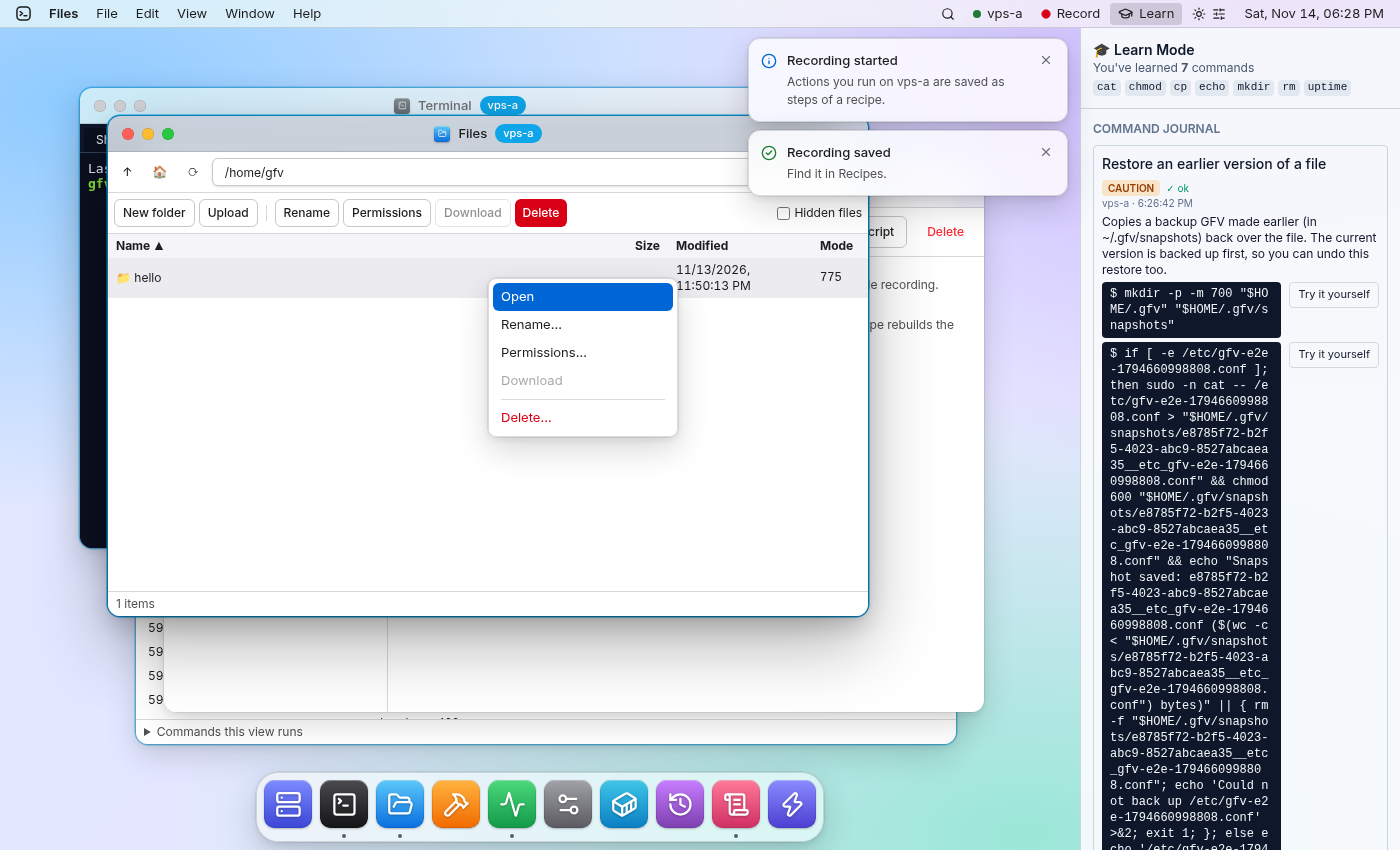 Files File Edit View Window Help
vps-a Record Learn Sat, Nov 14, 06:28 PM
Recording started
Actions you run on vps-a are saved as
steps of a recipe.
Recording saved
Find it in Recipes.
Terminal vps-a
Files vps-a
/home/gfv
New folder Upload Rename Permissions Download Delete Hidden files
Name ▲ Size Modified Mode
hello 11/13/2026, 775
11:50:13 PM
Open
Rename...
Permissions...
Download
Delete...
1 items
Delete
e recording.
pe rebuilds the
59
59
59
59
Commands this view runs
Learn Mode
You've learned 7 commands
cat chmod cp echo mkdir rm uptime
COMMAND JOURNAL
Restore an earlier version of a file
CAUTION ✓ ok
vps-a · 6:26:42 PM
Copies a backup GFV made earlier (in
~/.gfv/snapshots) back over the file. The current
version is backed up first, so you can undo this
restore too.
$ mkdir -p -m 700 "$HO
ME/.gfv" "$HOME/.gfv/s
napshots"
Try it yourself
$ if [ -e /etc/gfv-e2e
-1794660998808.conf ];
then sudo -n cat -- /e
tc/gfv-e2e-17946609988
08.conf > "$HOME/.gfv/
snapshots/e8785f72-b2f
5-4023-abc9-8527abcaea
35__etc_gfv-e2e-179466
0998808.conf" && chmod
600 "$HOME/.gfv/snapsh
ots/e8785f72-b2f5-4023
-abc9-8527abcaea35__et
c_gfv-e2e-179466099880
8.conf" && echo "Snaps
hot saved: e8785f72-b2
f5-4023-abc9-8527abcae
a35__etc_gfv-e2e-17946
60998808.conf ($(wc -c
< "$HOME/.gfv/snapshot
s/e8785f72-b2f5-4023-a
bc9-8527abcaea35__etc_
gfv-e2e-1794660998808.
conf") bytes)" || { rm
-f "$HOME/.gfv/snapsho
ts/e8785f72-b2f5-4023-
abc9-8527abcaea35__etc
_gfv-e2e-1794660998808
8.conf"; echo 'Could n
ot back up /etc/gfv-e2
e-1794660998808.conf'
>&2; exit 1; }; else e
cho '/etc/gfv-e2e-1794
Try it yourself